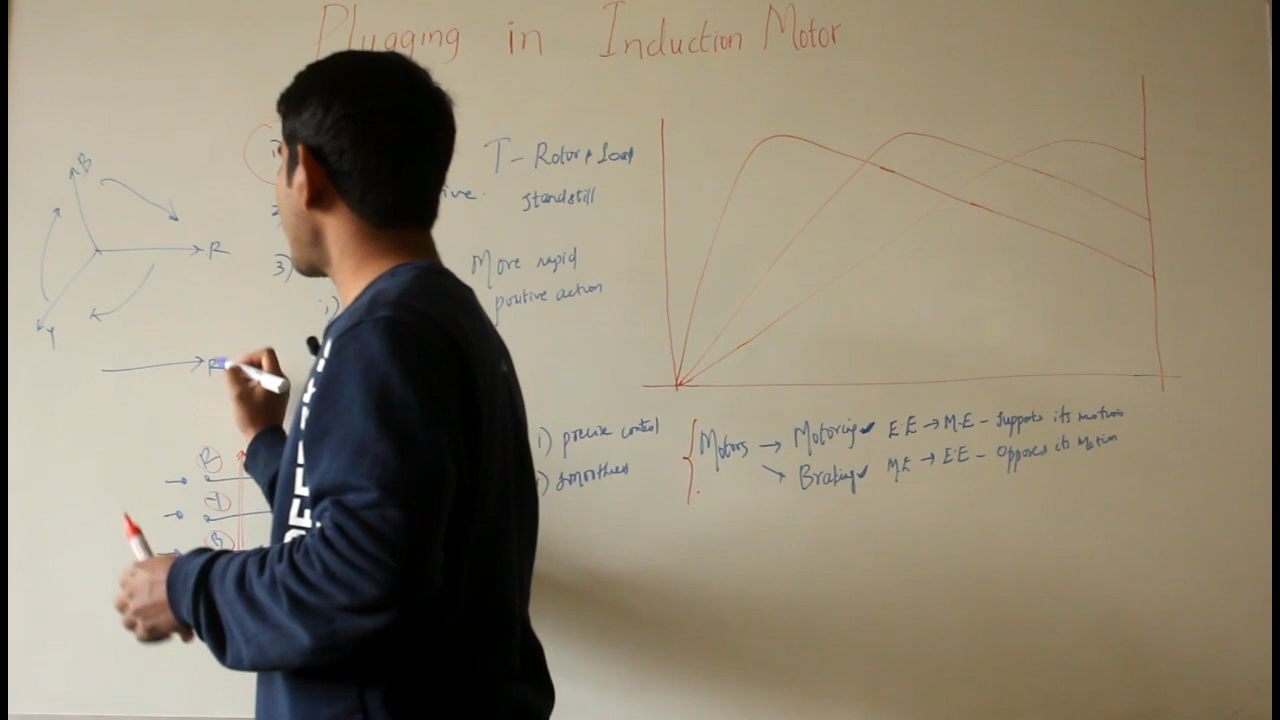 Plugging in Induction Motor
B
R
Y
R
1)
3)
i)
ive.
T - Rotor & Load
standstill
More rapid
positive action
R
Y
B
i) precise control
) smoothness
Motors → Motoring E.E → M.E - Supports its motion
Braking M.E → E.E - Opposes its Motion